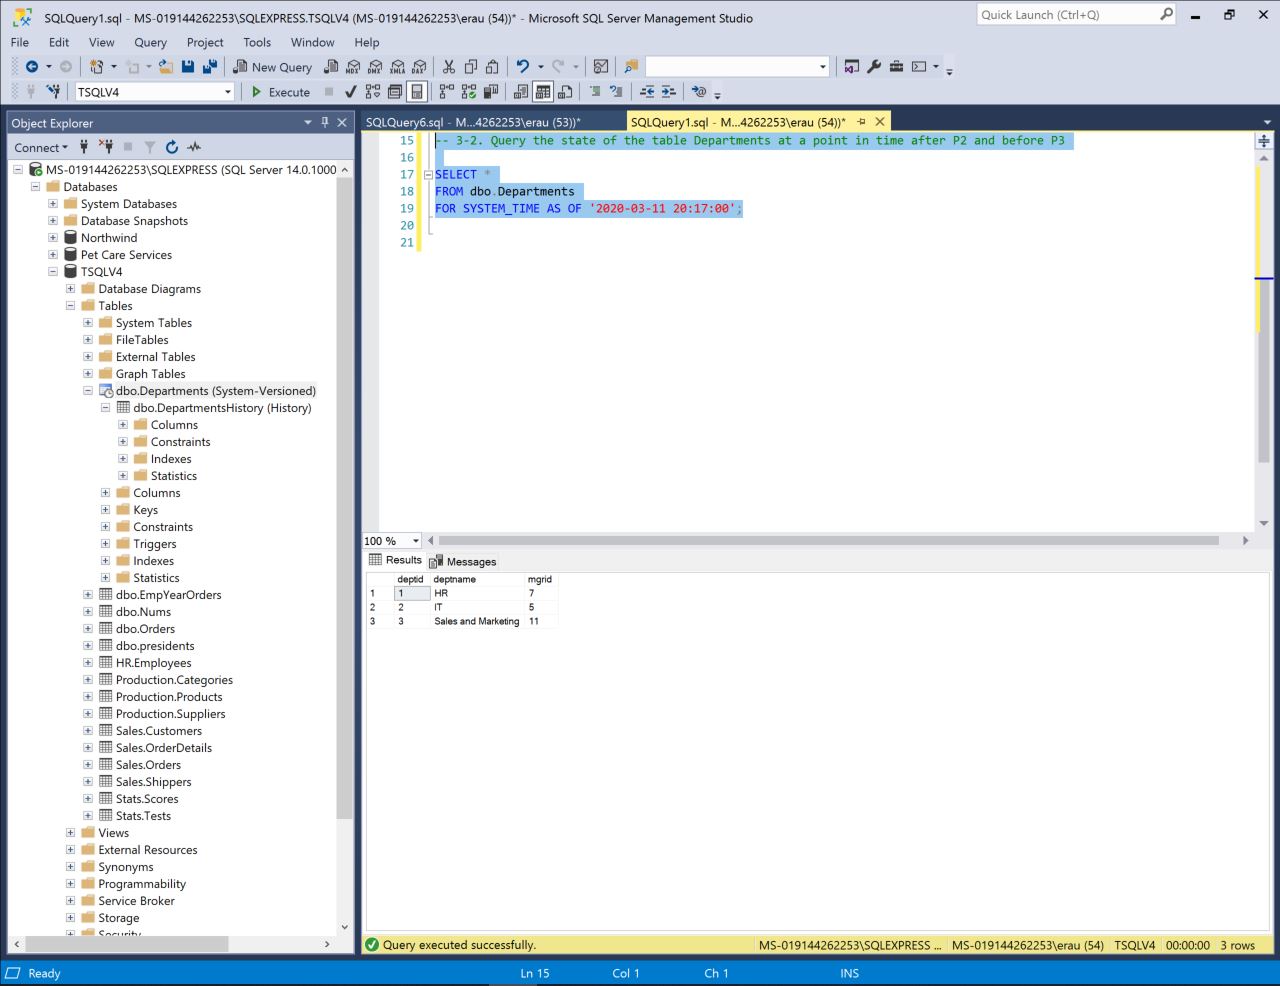 SQLQuery1.sql - MS-019144262253\SQLEXPRESS.TSQLV4 (MS-019144262253\erau (54))* - Microsoft SQL Server Management Studio
Quick Launch (Ctrl+Q)
File Edit View Query Project Tools Window Help
New Query
MDX DMX XMLA DAX
TSQLV4
Execute
Object Explorer
SQLQuery6.sql - M...4262253\erau (53))*
SQLQuery1.sql - M...4262253\erau (54))*
Connect
MS-019144262253\SQLEXPRESS (SQL Server 14.0.1000
Databases
System Databases
Database Snapshots
Northwind
Pet Care Services
TSQLV4
Database Diagrams
Tables
System Tables
FileTables
External Tables
Graph Tables
dbo.Departments (System-Versioned)
dbo.DepartmentsHistory (History)
Columns
Constraints
Indexes
Statistics
Columns
Keys
Constraints
Triggers
Indexes
Statistics
dbo.EmpYearOrders
dbo.Nums
dbo.Orders
dbo.presidents
HR.Employees
Production.Categories
Production.Products
Production.Suppliers
Sales.Customers
Sales.OrderDetails
Sales.Orders
Sales.Shippers
Stats.Scores
Stats.Tests
Views
External Resources
Synonyms
Programmability
Service Broker
Storage
Security
15 -- 3-2. Query the state of the table Departments at a point in time after P2 and before P3
16
17 SELECT *
18 FROM dbo.Departments
19 FOR SYSTEM_TIME AS OF '2020-03-11 20:17:00';
20
21
100 %
Results Messages
deptid deptname mgrid
1 1 HR 7
2 2 IT 5
3 3 Sales and Marketing 11
Query executed successfully.
MS-019144262253\SQLEXPRESS ... MS-019144262253\erau (54) TSQLV4 00:00:00 3 rows
Ready Ln 15 Col 1 Ch 1 INS